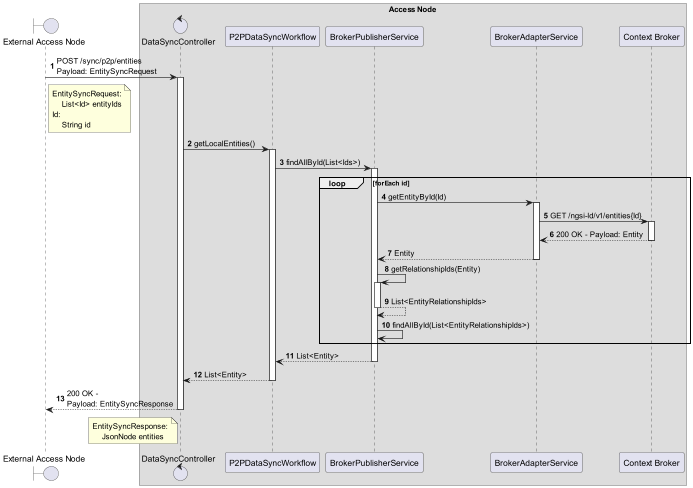 Access Node
External Access Node
DataSyncController
P2PDataSyncWorkflow
BrokerPublisherService
BrokerAdapterService
Context Broker
1 POST /sync/p2p/entities
Payload: EntitySyncRequest
EntitySyncRequest:
List<Id> entityIds
Id:
String id
2 getLocalEntities()
3 findAllById(List<Ids>)
loop [forEach id]
4 getEntityById(Id)
5 GET /ngsi-ld/v1/entities{Id}
6 200 OK - Payload: Entity
7 Entity
8 getRelationshipIds(Entity)
9 List<EntityRelationshipIds>
10 findAllById(List<EntityRelationshipIds>)
11 List<Entity>
12 List<Entity>
13 200 OK -
Payload: EntitySyncResponse
EntitySyncResponse:
JsonNode entities
External Access Node
DataSyncController
P2PDataSyncWorkflow
BrokerPublisherService
BrokerAdapterService
Context Broker